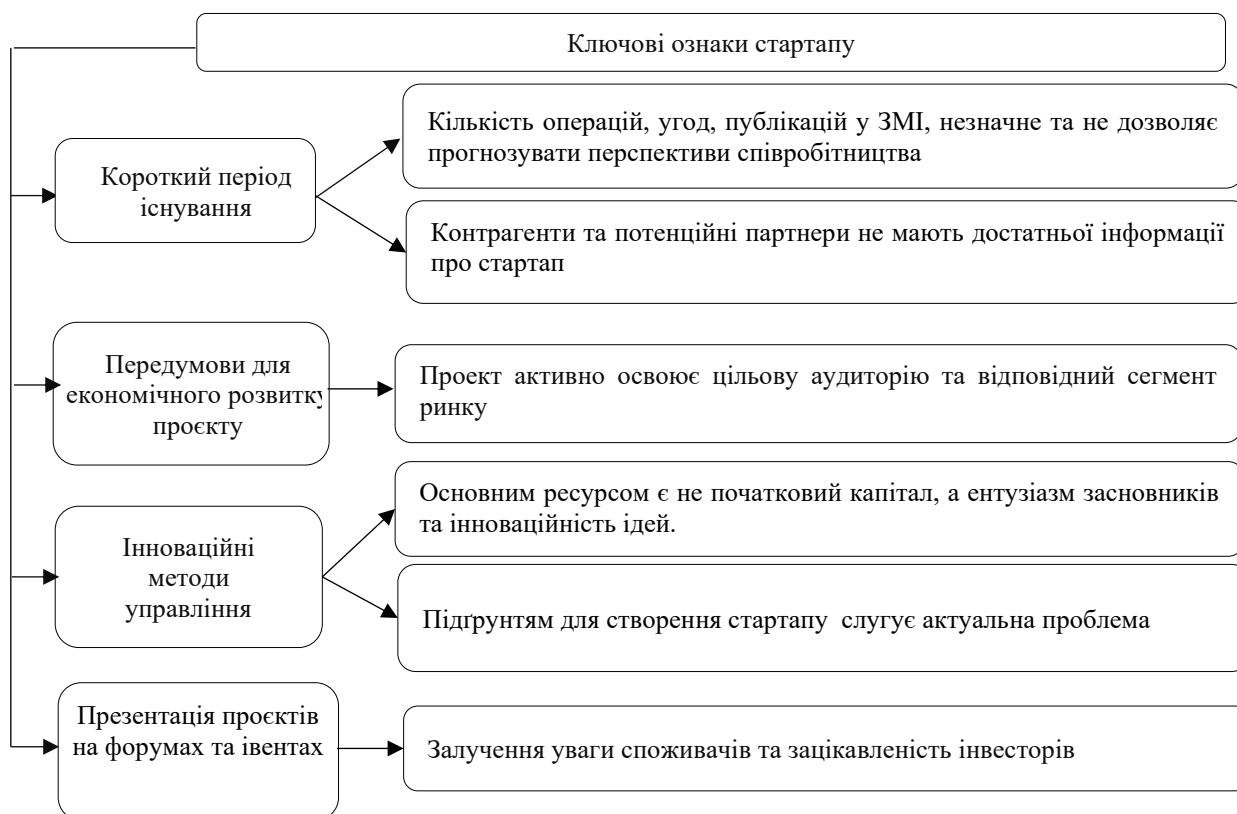 Ключові ознаки стартапу
Короткий період
існування
Кількість операцій, угод, публікацій у ЗМІ, незначне та не дозволяє
прогнозувати перспективи співробітництва
Контрагенти та потенційні партнери не мають достатньої інформації
про стартап
Передумови для
економічного розвитку
проєкту
Проект активно освоює цільову аудиторію та відповідний сегмент
ринку
Інноваційні
методи
управління
Основним ресурсом є не початковий капітал, а ентузіазм засновників
та інноваційність ідей.
Підґрунтям для створення стартапу слугує актуальна проблема
Презентація проєктів
на форумах та івентах
Залучення уваги споживачів та зацікавленість інвесторів